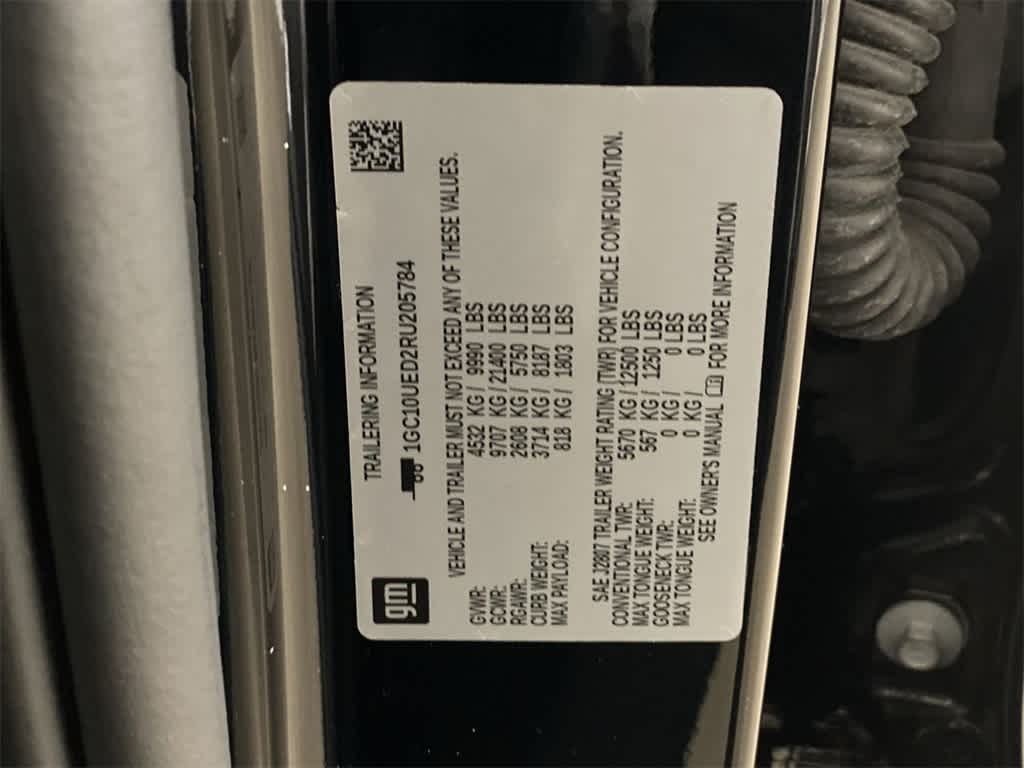 gm
TRAILERING INFORMATION
1GC10UED2RU205784
VEHICLE AND TRAILER MUST NOT EXCEED ANY OF THESE VALUES.
GVWR: 4532 KG / 9990 LBS
GCWR: 9707 KG / 21400 LBS
RGAWR: 2608 KG / 5750 LBS
CURB WEIGHT: 3714 KG / 8187 LBS
MAX PAYLOAD: 818 KG / 1803 LBS
SAE J2807 TRAILER WEIGHT RATING (TWR) FOR VEHICLE CONFIGURATION.
CONVENTIONAL TWR: 5670 KG / 12500 LBS
MAX TONGUE WEIGHT: 567 KG / 1250 LBS
GOOSENECK TWR: 0 KG / 0 LBS
MAX TONGUE WEIGHT: 0 KG / 0 LBS
SEE OWNER'S MANUAL FOR MORE INFORMATION